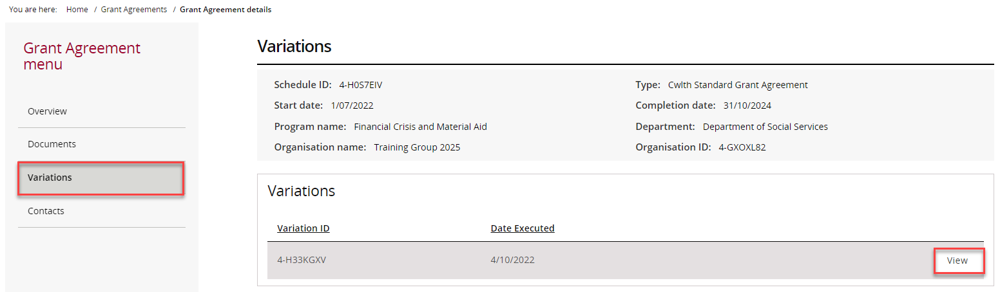 You are here: Home / Grant Agreements / Grant Agreement details
Grant Agreement
menu
Overview
Documents
Variations
Contacts
Variations
Schedule ID: 4-H0S7EIV Type: Cwlth Standard Grant Agreement
Start date: 1/07/2022 Completion date: 31/10/2024
Program name: Financial Crisis and Material Aid Department: Department of Social Services
Organisation name: Training Group 2025 Organisation ID: 4-GXOXL82
Variations
Variation ID Date Executed
4-H33KGXV 4/10/2022 View